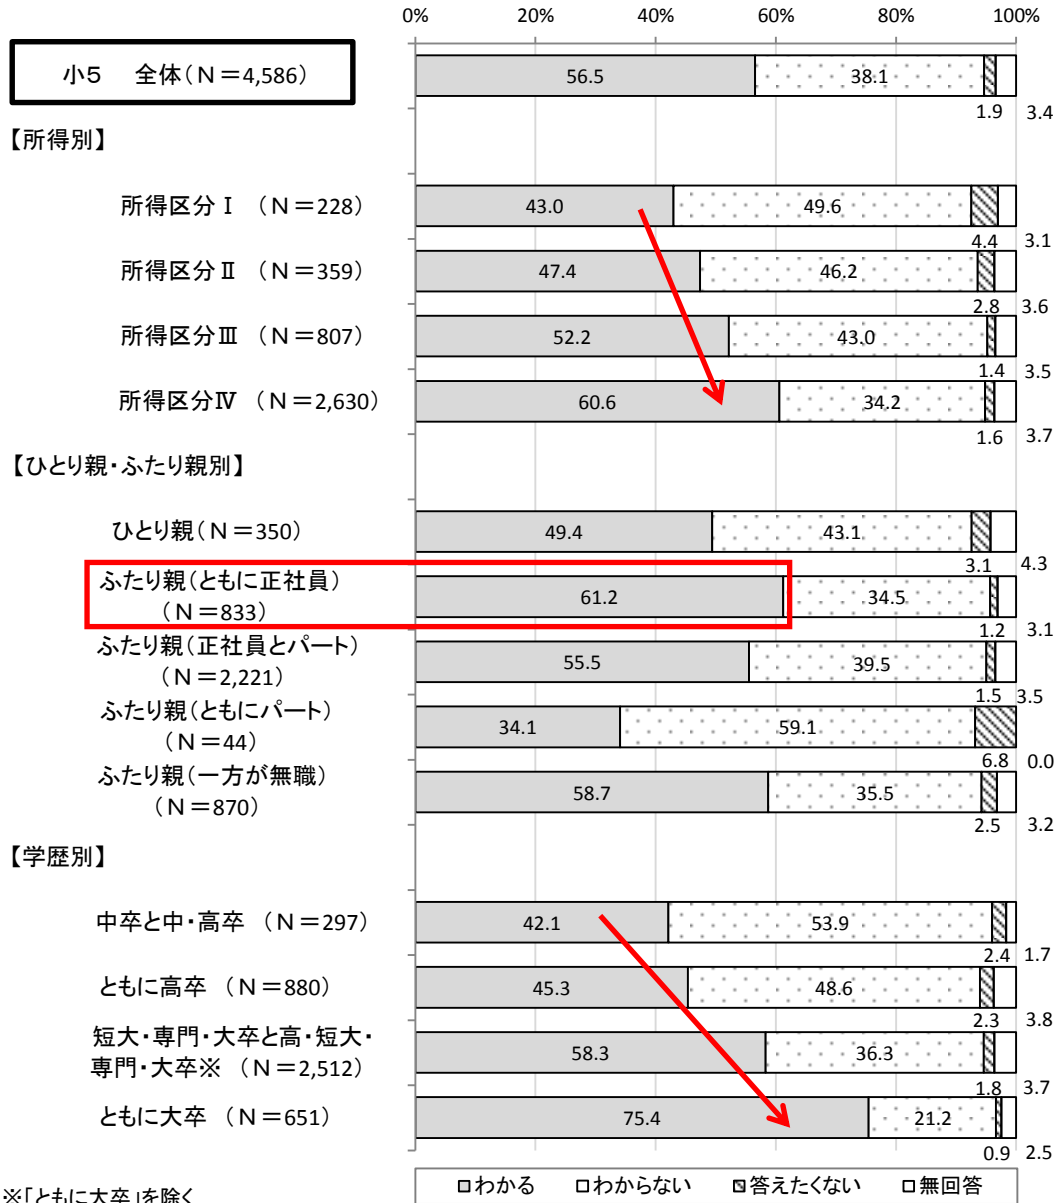 0% 20% 40% 60% 80% 100%
小5 全体(N=4,586)
56.5 38.1
1.9 3.4
【所得別】
所得区分Ⅰ (N=228)
43.0 49.6
4.4 3.1
所得区分Ⅱ (N=359)
47.4 46.2
2.8 3.6
所得区分Ⅲ (N=807)
52.2 43.0
1.4 3.5
所得区分Ⅳ (N=2,630)
60.6 34.2
1.6 3.7
【ひとり親・ふたり親別】
ひとり親(N=350)
49.4 43.1
3.1 4.3
ふたり親(ともに正社員)
(N=833)
61.2 34.5
1.2 3.1
ふたり親(正社員とパート)
(N=2,221)
55.5 39.5
1.5 3.5
ふたり親(ともにパート)
(N=44)
34.1 59.1
6.8 0.0
ふたり親(一方が無職)
(N=870)
58.7 35.5
2.5 3.2
【学歴別】
中卒と中・高卒 (N=297)
42.1 53.9
2.4 1.7
ともに高卒 (N=880)
45.3 48.6
2.3 3.8
短大・専門・大卒と高・短大・
専門・大卒※ (N=2,512)
58.3 36.3
1.8 3.7
ともに大卒 (N=651)
75.4 21.2
0.9 2.5
※「ともに大卒」を除く
わかる わからない 答えたくない 無回答